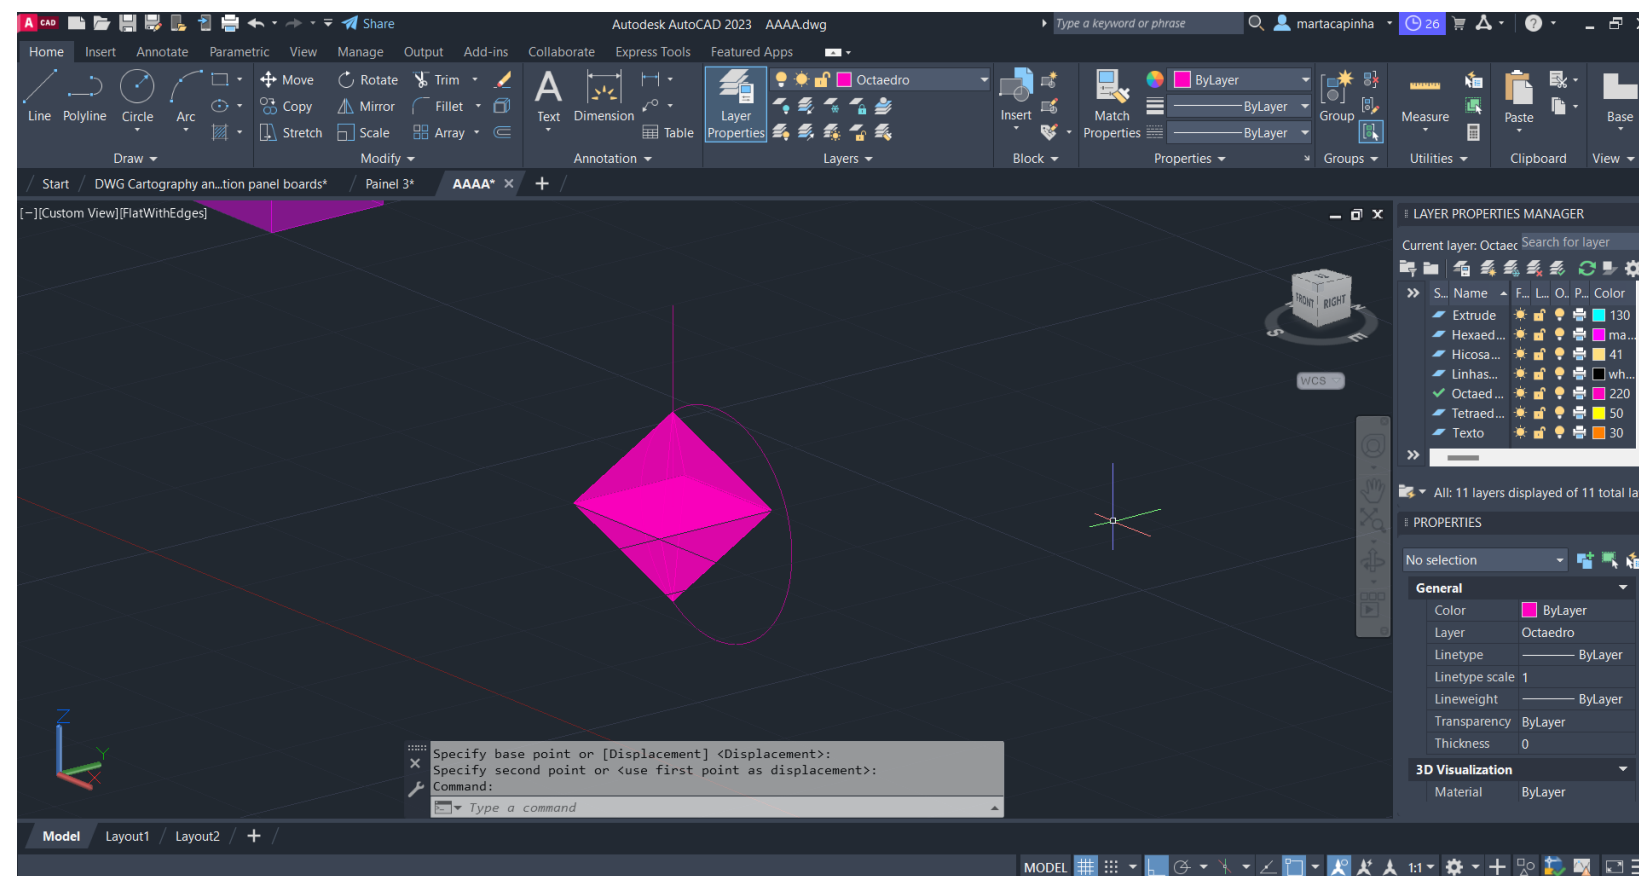 A CAD Share Autodesk AutoCAD 2023 AAAA.dwg Type a keyword or phrase martacapinha 26
Home Insert Annotate Parametric View Manage Output Add-ins Collaborate Express Tools Featured Apps
Move Rotate Trim Octaedro ByLayer
Line Polyline Circle Arc Copy Mirror Fillet Text Dimension Layer Properties Insert Match Properties ByLayer Group Measure Paste Base
Stretch Scale Array Table ByLayer
Draw Modify Annotation Layers Block Properties Groups Utilities Clipboard View
Start DWG Cartography an...tion panel boards* Painel 3* AAAA*
[−][Custom View][FlatWithEdges]
LAYER PROPERTIES MANAGER
Current layer: Octaec Search for layer
S.. Name F... L... O.. P.. Color
Extrude 130
Hexaed... ma...
Hicosa... 41
Linhas... wh...
Octaed... 220
Tetraed... 50
Texto 30
All: 11 layers displayed of 11 total la
FRONT RIGHT
S E
WCS
PROPERTIES
No selection
General
Color ByLayer
Layer Octaedro
Linetype ByLayer
Linetype scale 1
Lineweight ByLayer
Transparency ByLayer
Thickness 0
3D Visualization
Material ByLayer
Z
Y
X
Specify base point or [Displacement] <Displacement>:
Specify second point or <use first point as displacement>:
Command:
Type a command
Model Layout1 Layout2
MODEL 1:1